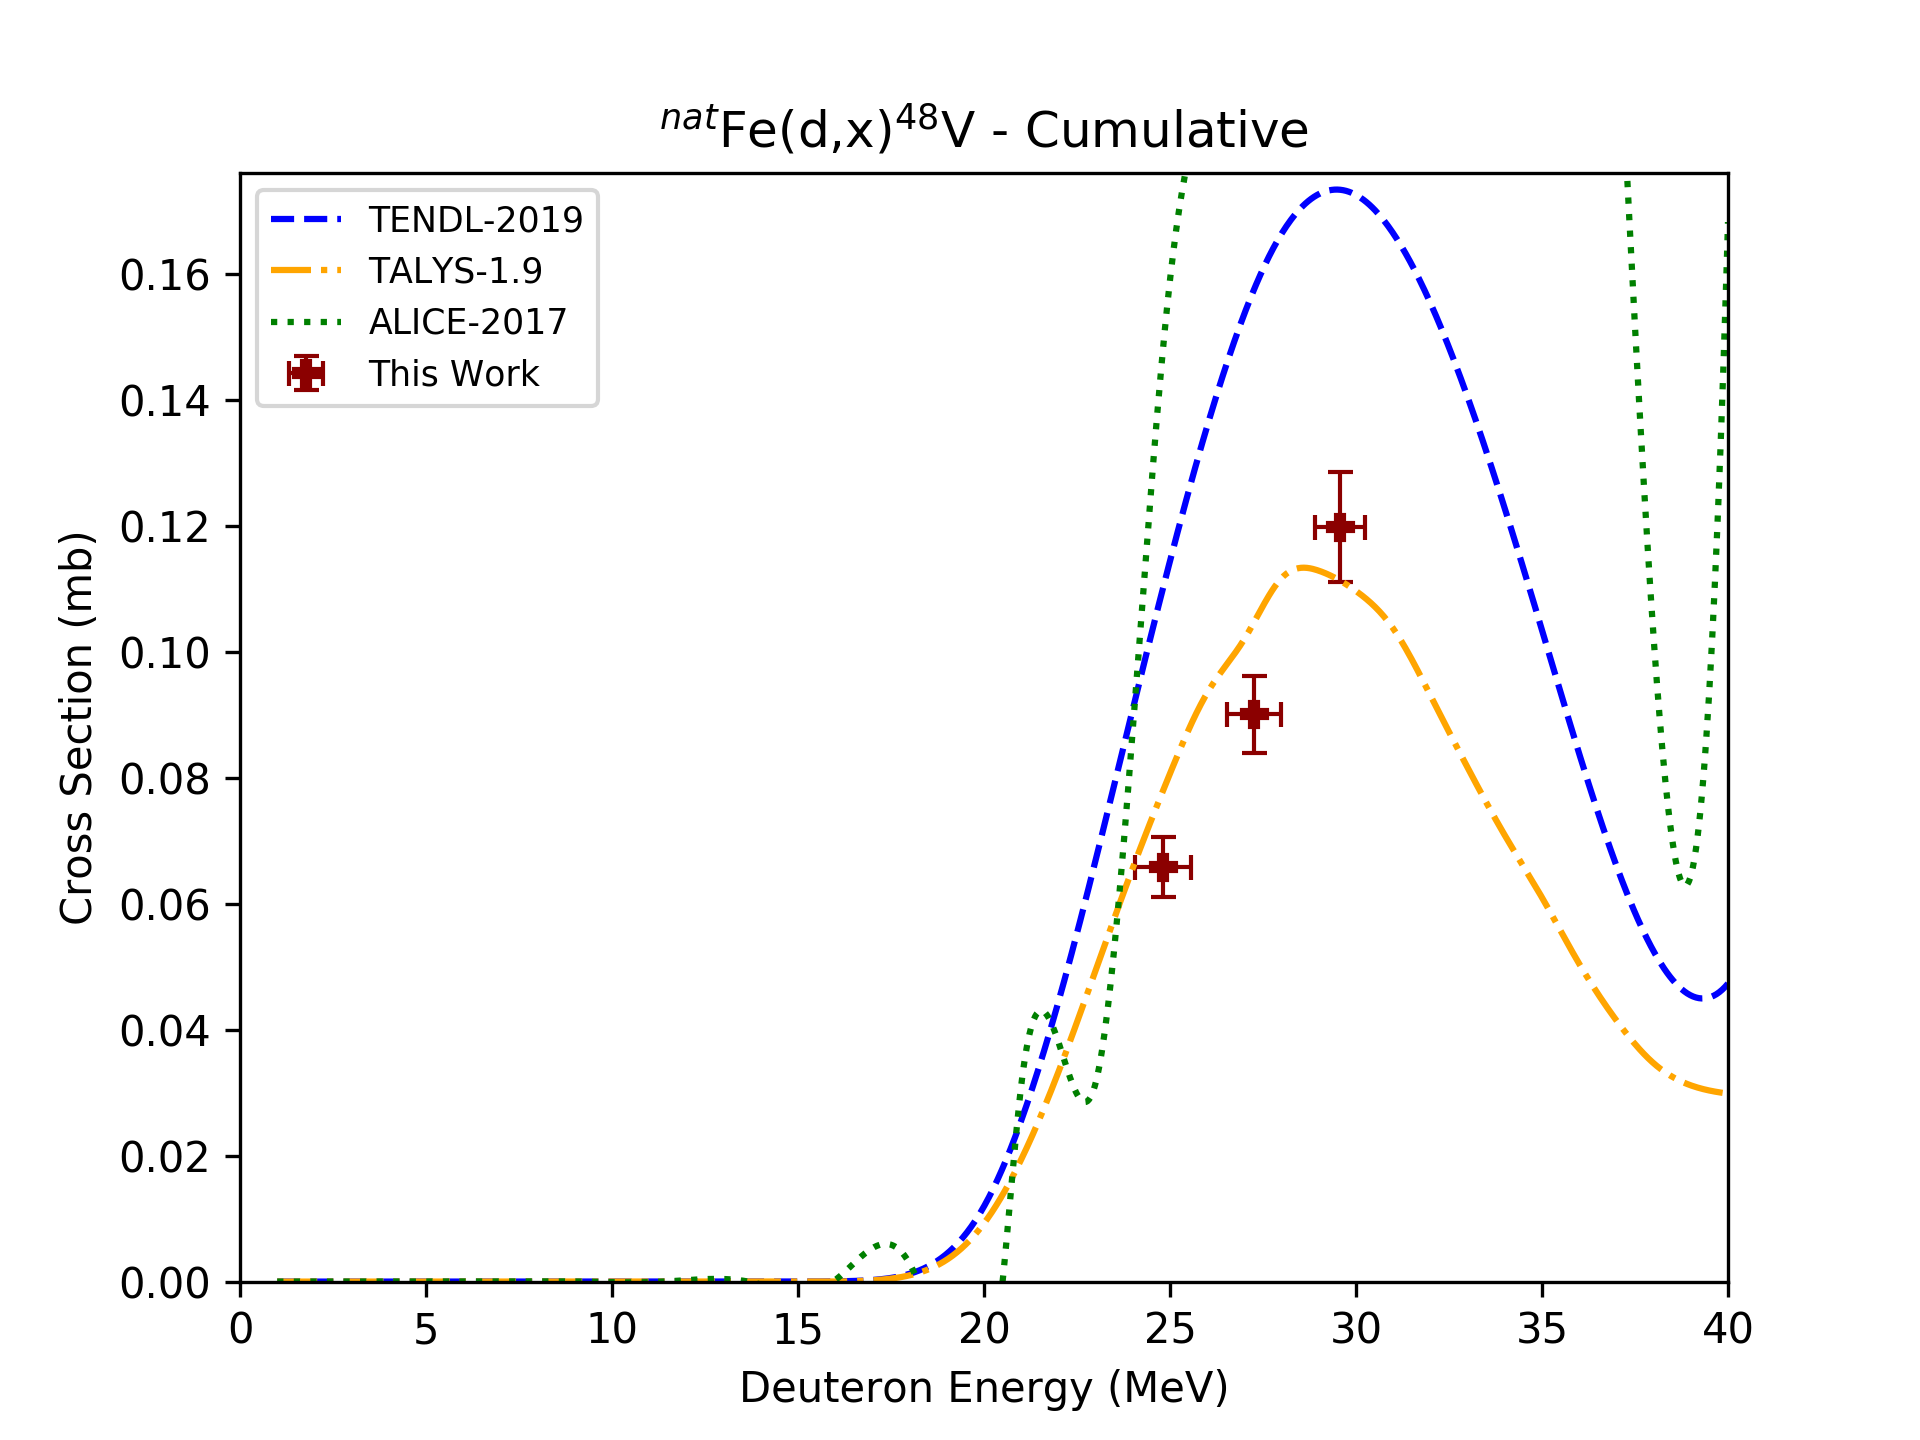 natFe(d,x)48V - Cumulative
TENDL-2019
TALYS-1.9
ALICE-2017
This Work
Cross Section (mb)
0.16
0.14
0.12
0.10
0.08
0.06
0.04
0.02
0.00
0 5 10 15 20 25 30 35 40
Deuteron Energy (MeV)